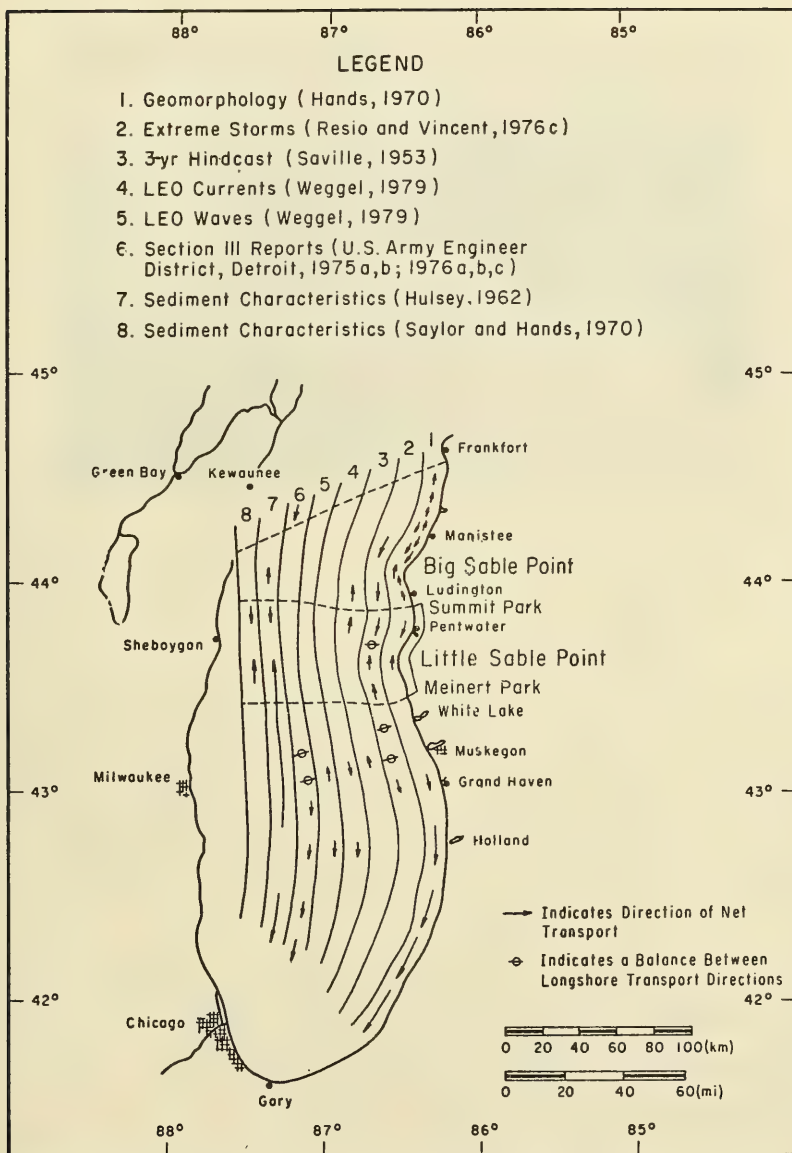 88° 87° 86° 85°
LEGEND
1. Geomorphology (Hands, 1970)
2. Extreme Storms (Resio and Vincent, 1976c)
3. 3-yr Hindcast (Saville, 1953)
4. LEO Currents (Weggel, 1979)
5. LEO Waves (Weggel, 1979)
6. Section III Reports (U.S. Army Engineer
District, Detroit, 1975a,b; 1976a,b,c)
7. Sediment Characteristics (Hulsey, 1962)
8. Sediment Characteristics (Saylor and Hands, 1970)
45° 45°
8 7 6 5 4 3 2 1
Frankfort
Green Bay
Kewaunee
Manistee
Big Sable Point
44° 44°
Ludington
Summit Park
Pentwater
Sheboygan
Little Sable Point
Meinert Park
White Lake
Muskegon
Milwaukee
43° 43°
Grand Haven
Holland
Indicates Direction of Net
Transport
Indicates a Balance Between
Longshore Transport Directions
42° 42°
Chicago
0 20 40 60 80 100(km)
0 20 40 60(mi)
Gary
88° 87° 86° 85°